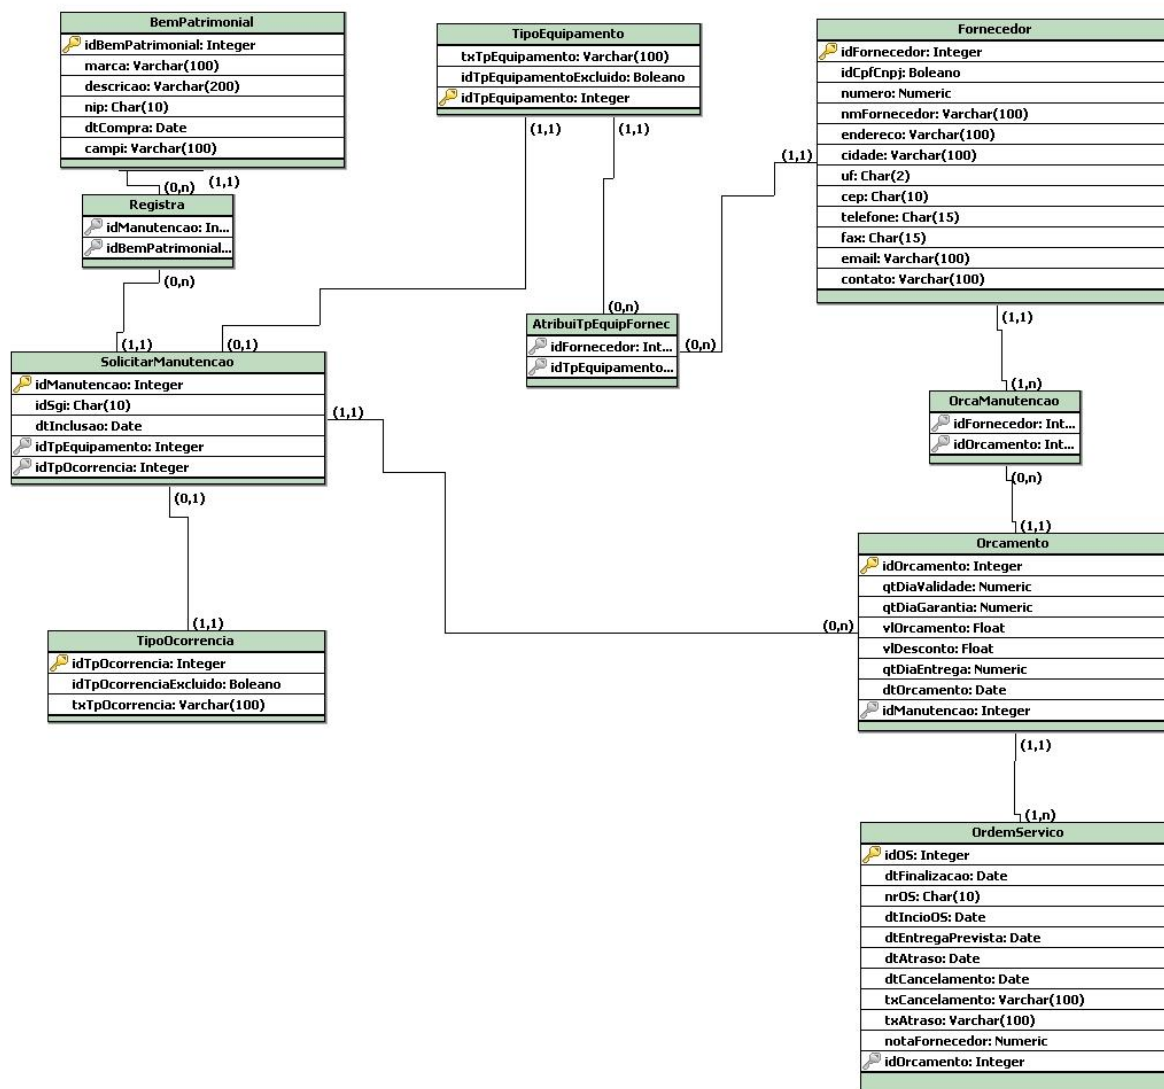 BemPatrimonial
idBemPatrimonial: Integer
marca: Varchar(100)
descricao: Varchar(200)
nip: Char(10)
dtCompra: Date
campi: Varchar(100)
(0,n)
(1,1)
Registra
idManutencao: In...
idBemPatrimonial...
(0,n)
(1,1)
(0,1)
TipoEquipamento
txTpEquipamento: Varchar(100)
idTpEquipamentoExcluido: Boleano
idTpEquipamento: Integer
(1,1)
(1,1)
(0,n)
AtribuiTpEquipFornec
idFornecedor: Int...
idTpEquipamento...
(0,n)
(1,1)
Fornecedor
idFornecedor: Integer
idCpfCnpj: Boleano
numero: Numeric
nmFornecedor: Varchar(100)
endereco: Varchar(100)
cidade: Varchar(100)
uf: Char(2)
cep: Char(10)
telefone: Char(15)
fax: Char(15)
email: Varchar(100)
contato: Varchar(100)
(1,1)
(1,n)
OrcaManutencao
idFornecedor: Int...
idOrcamento: Int...
(0,n)
(1,1)
SolicitarManutencao
idManutencao: Integer
idSgi: Char(10)
dtInclusao: Date
idTpEquipamento: Integer
idTpOcorrencia: Integer
(1,1)
(0,1)
(1,1)
TipoOcorrencia
idTpOcorrencia: Integer
idTpOcorrenciaExcluido: Boleano
txTpOcorrencia: Varchar(100)
(0,n)
Orcamento
idOrcamento: Integer
qtDiaValidade: Numeric
qtDiaGarantia: Numeric
vlOrcamento: Float
vlDesconto: Float
qtDiaEntrega: Numeric
dtOrcamento: Date
idManutencao: Integer
(1,1)
(1,n)
OrdemServico
idOS: Integer
dtFinalizacao: Date
nrOS: Char(10)
dtIncioOS: Date
dtEntregaPrevista: Date
dtAtraso: Date
dtCancelamento: Date
txCancelamento: Varchar(100)
txAtraso: Varchar(100)
notaFornecedor: Numeric
idOrcamento: Integer